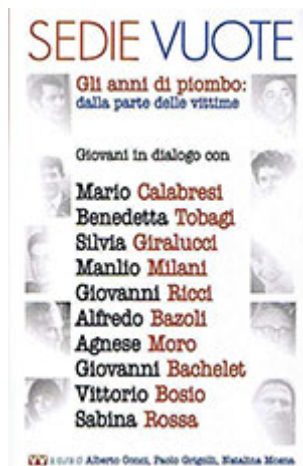 SEDIE VUOTE
Gli anni di piombo:
dalla parte delle vittime
Giovani in dialogo con
Mario Calabresi
Benedetta Tobagi
Silvia Giralucci
Manlio Milani
Giovanni Ricci
Alfredo Bazoli
Agnese Moro
Giovanni Bachelet
Vittorio Bosio
Sabina Rossa
a cura di Alberto Conci, Paolo Grigolli, Natalina Mosna